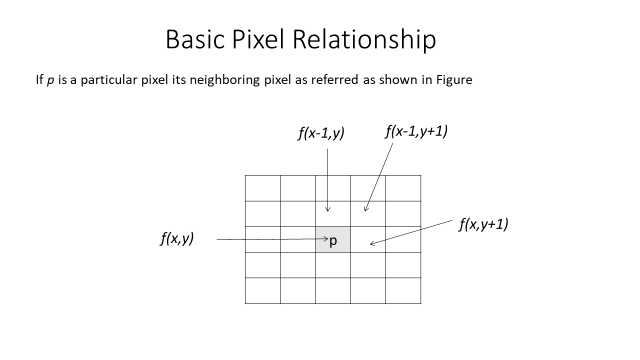 Basic Pixel Relationship
If p is a particular pixel its neighboring pixel as referred as shown in Figure
f(x-1,y)
f(x-1,y+1)
f(x,y)
p
f(x,y+1)